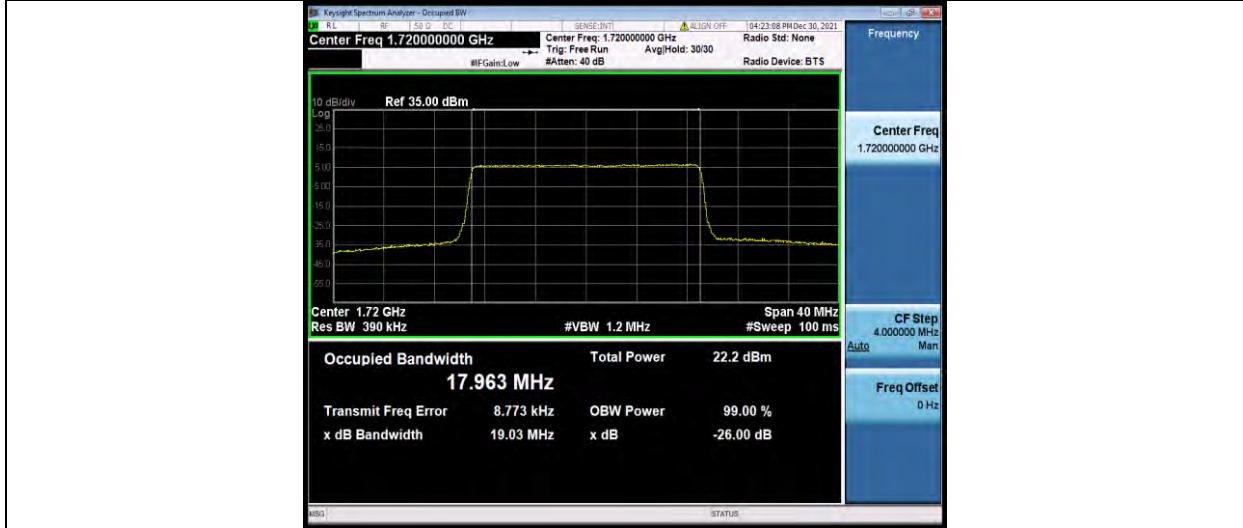 Keysight Spectrum Analyzer - Occupied BW
RL RF 50 Ω DC SENSE:INT ALIGN OFF 04:23:08 PM Dec 30, 2021
Center Freq 1.720000000 GHz Center Freq: 1.720000000 GHz Radio Std: None Frequency
Trig: Free Run Avg|Hold: 30/30
#IFGain:Low #Atten: 40 dB Radio Device: BTS
10 dB/div Ref 35.00 dBm
Log
25.0
15.0
5.00
-5.00
-15.0
-25.0
-35.0
-45.0
-55.0
Center Freq
1.720000000 GHz
Center 1.72 GHz Span 40 MHz
Res BW 390 kHz #VBW 1.2 MHz #Sweep 100 ms
CF Step
4.000000 MHz
Auto Man
Occupied Bandwidth Total Power 22.2 dBm
17.963 MHz
Transmit Freq Error 8.773 kHz OBW Power 99.00 %
x dB Bandwidth 19.03 MHz x dB -26.00 dB
Freq Offset
0 Hz
MSG STATUS